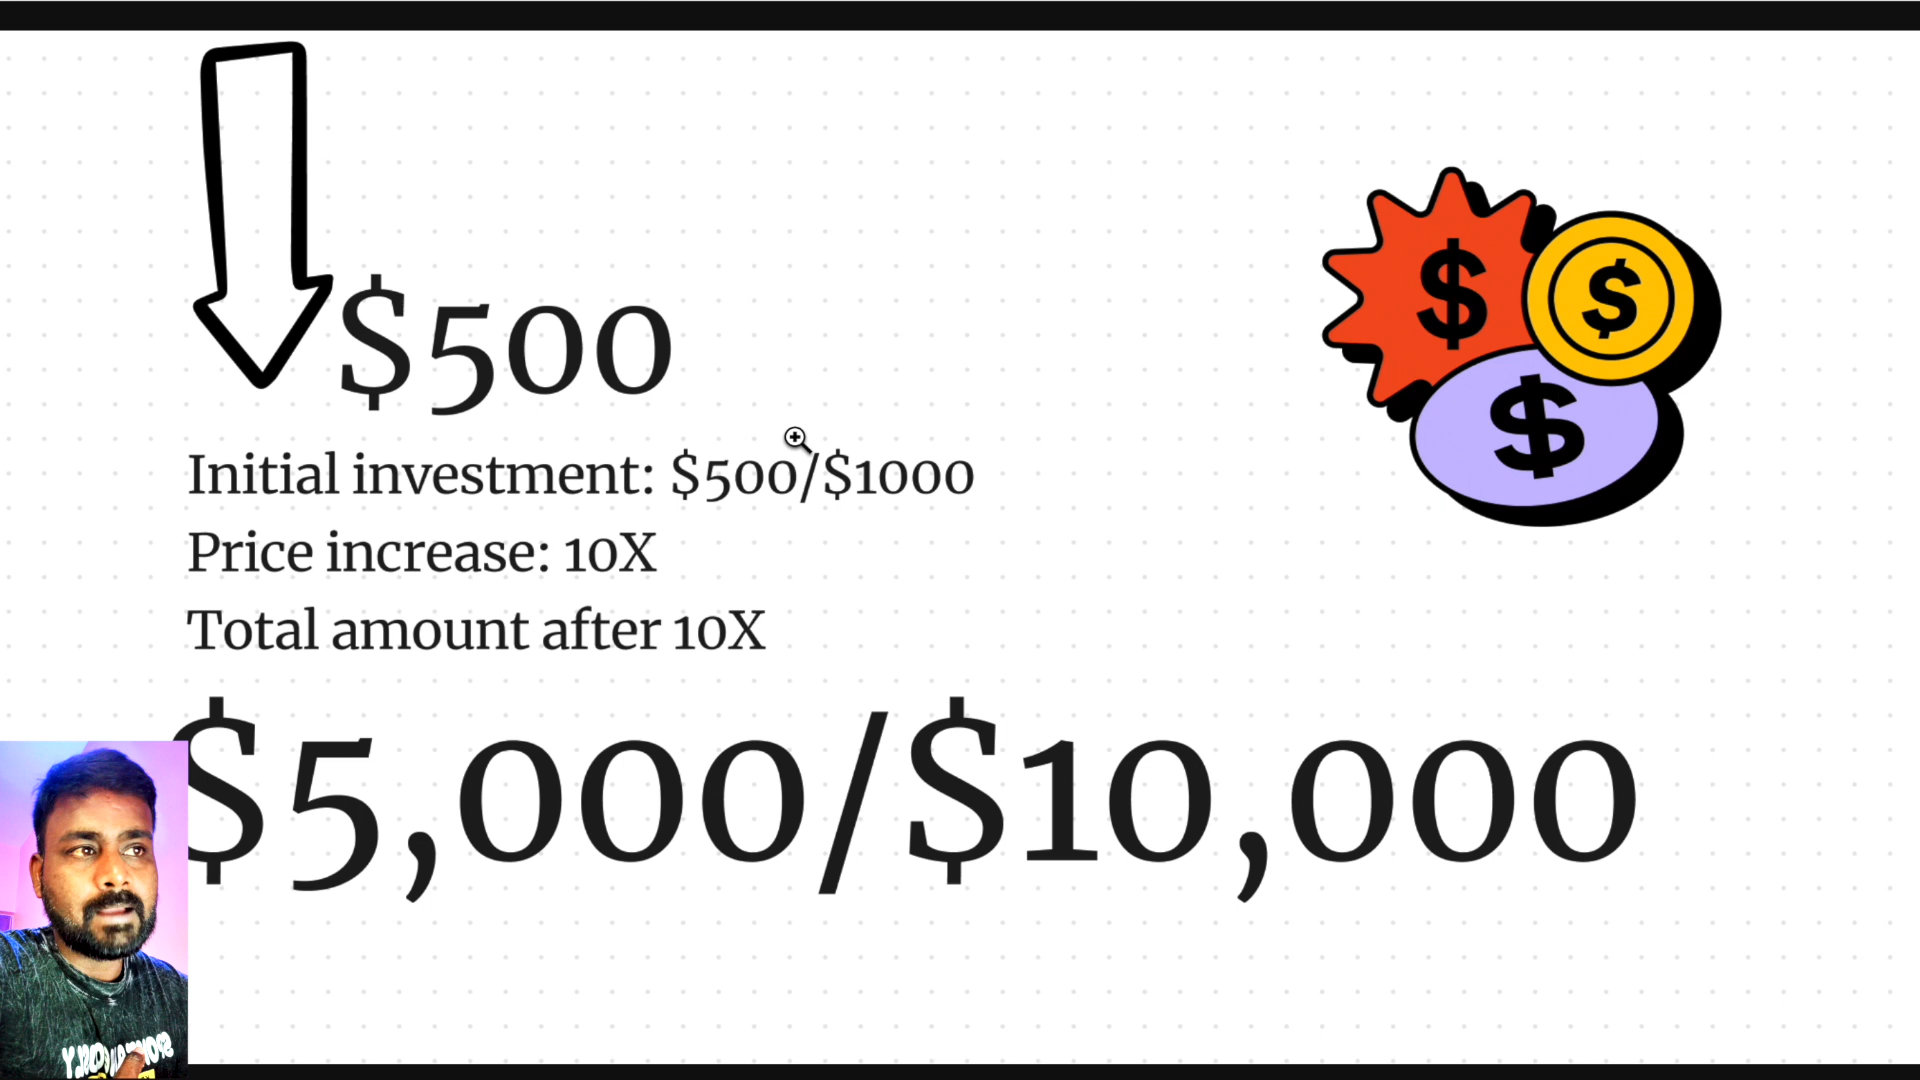 $500
Initial investment: $500/$1000
Price increase: 10X
Total amount after 10X
$5,000/$10,000
$
$
$